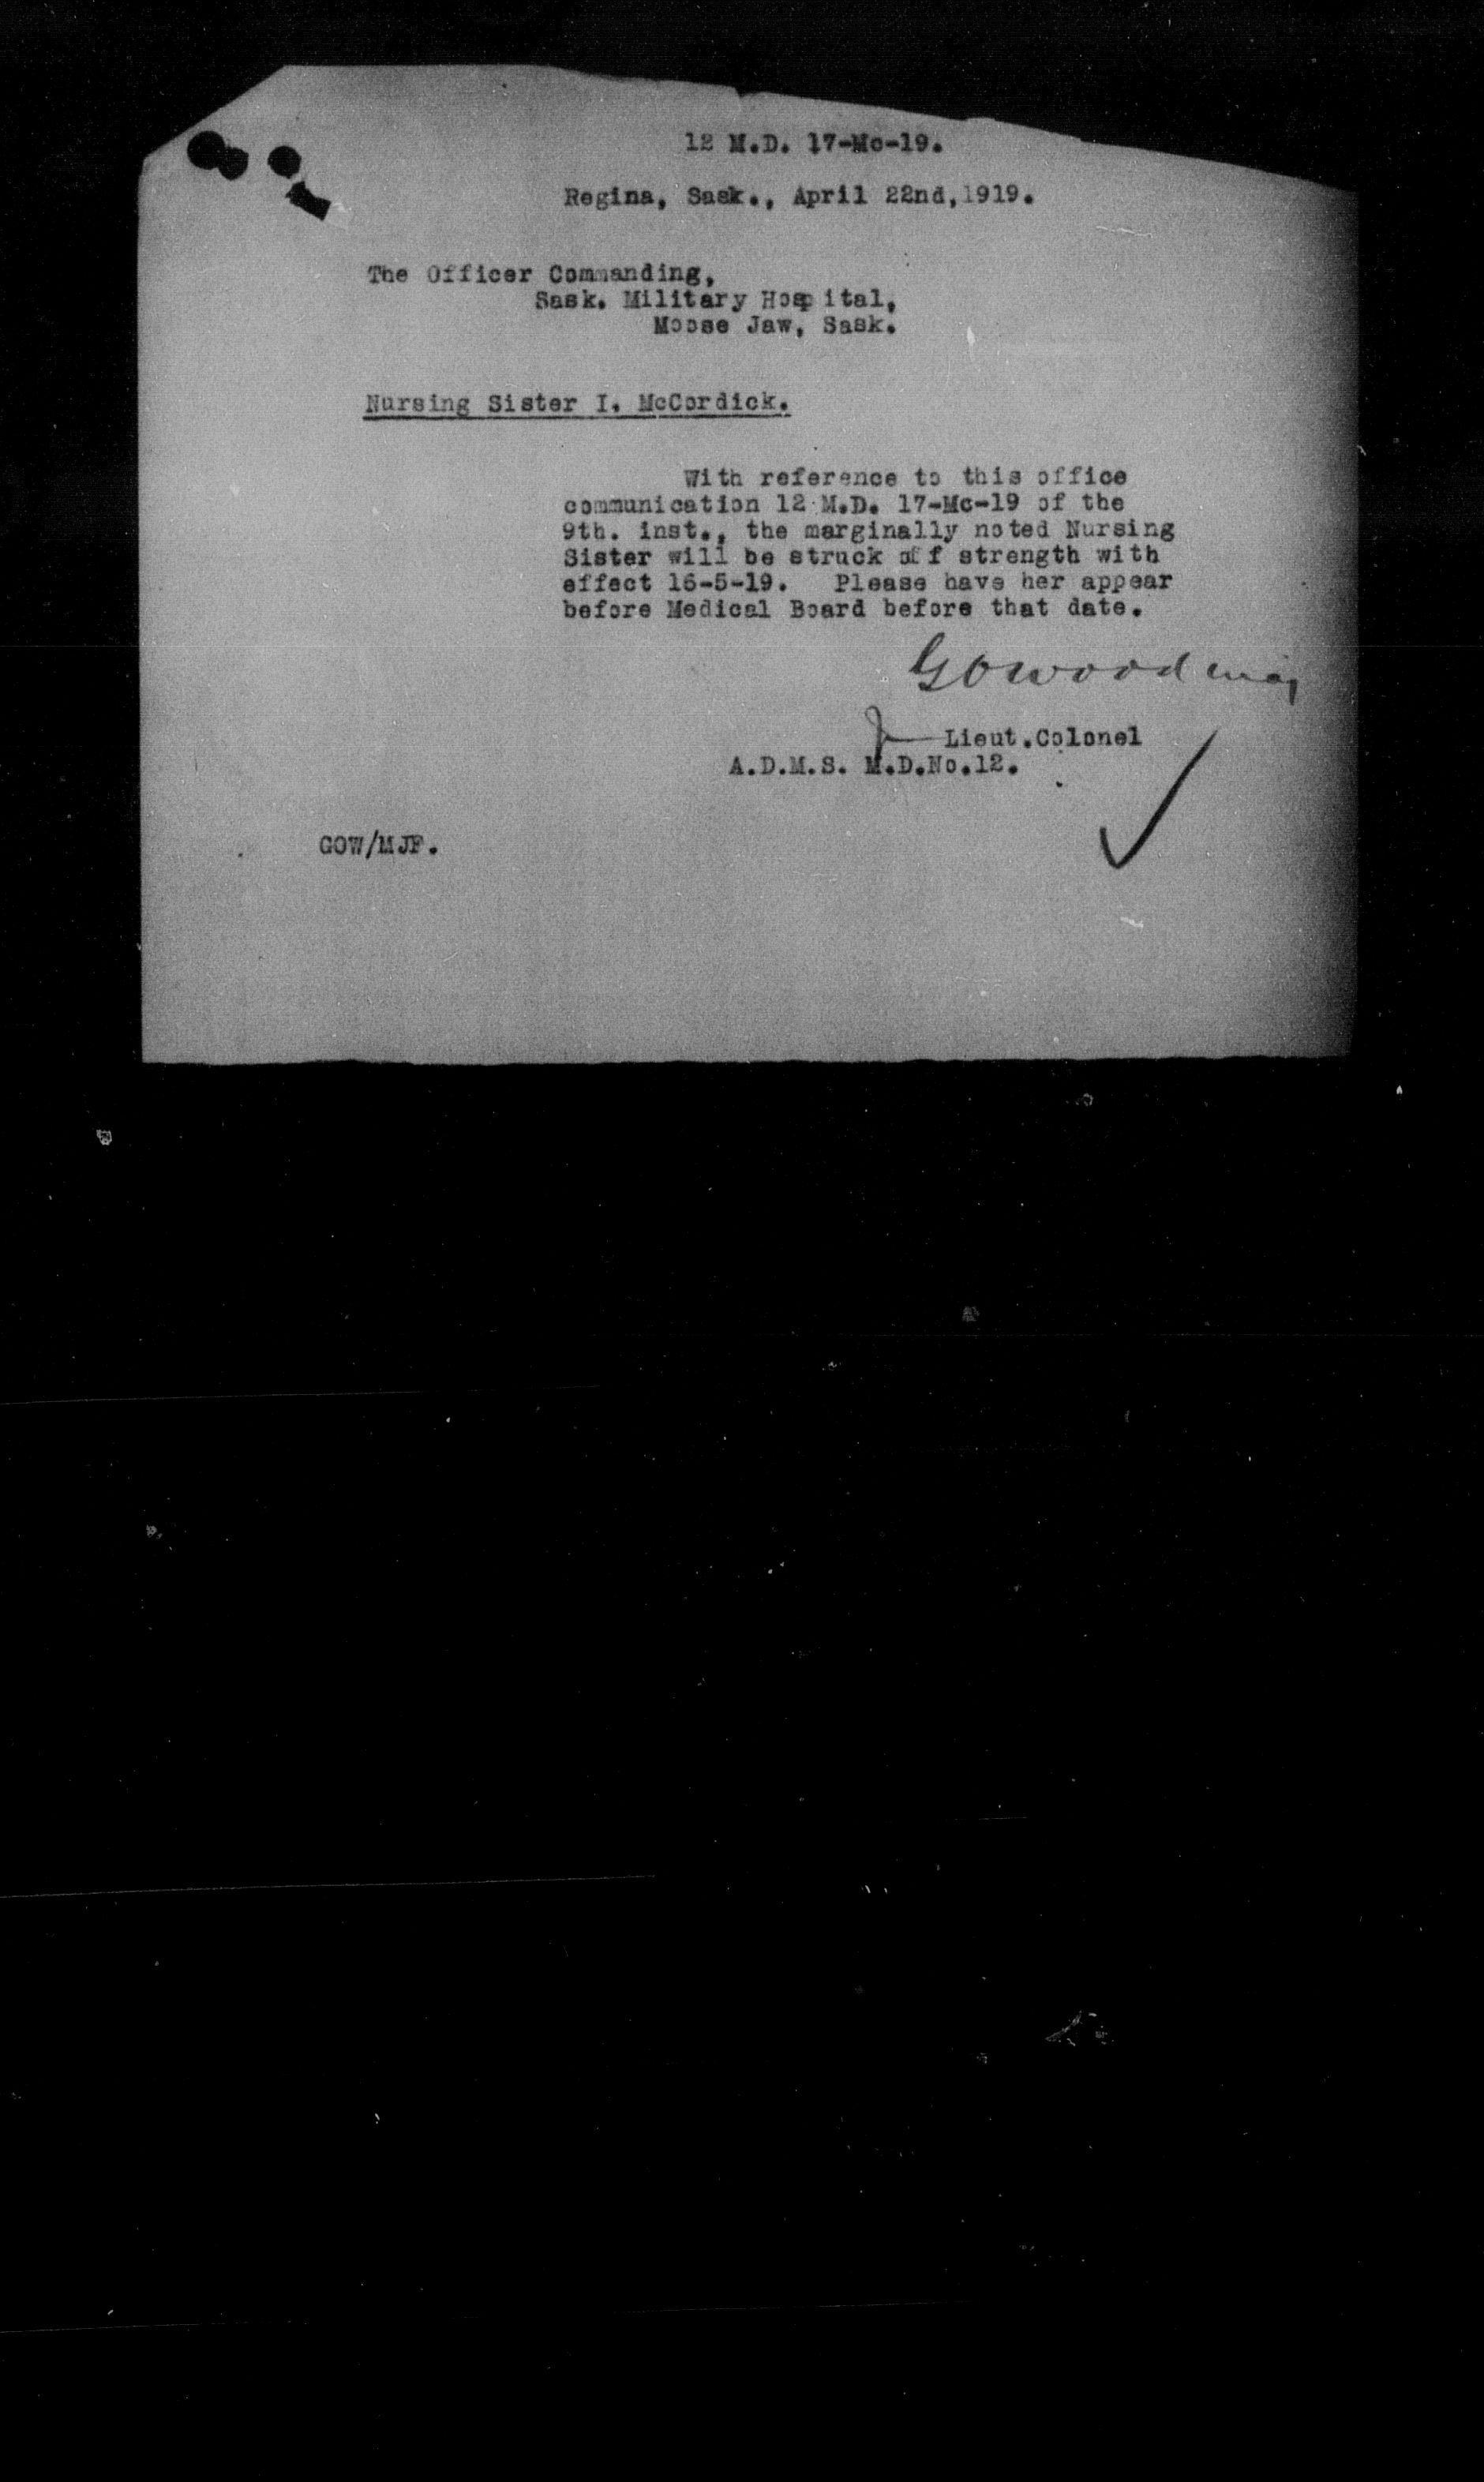 12 M.D. 17-Mc-19.
Regina, Sask., April 22nd,1919.
The Officer Commanding,
Sask. Military Hospital,
Moose Jaw, Sask.
Nursing Sister I. McCordick.
With reference to this office
communication 12 M.D. 17-Mc-19 of the
9th. inst., the marginally noted Nursing
Sister will be struck off strength with
effect 16-5-19. Please have her appear
before Medical Board before that date.
GOWood Maj
Lieut.Colonel
A.D.M.S. M.D.No.12.
GOW/MJF.